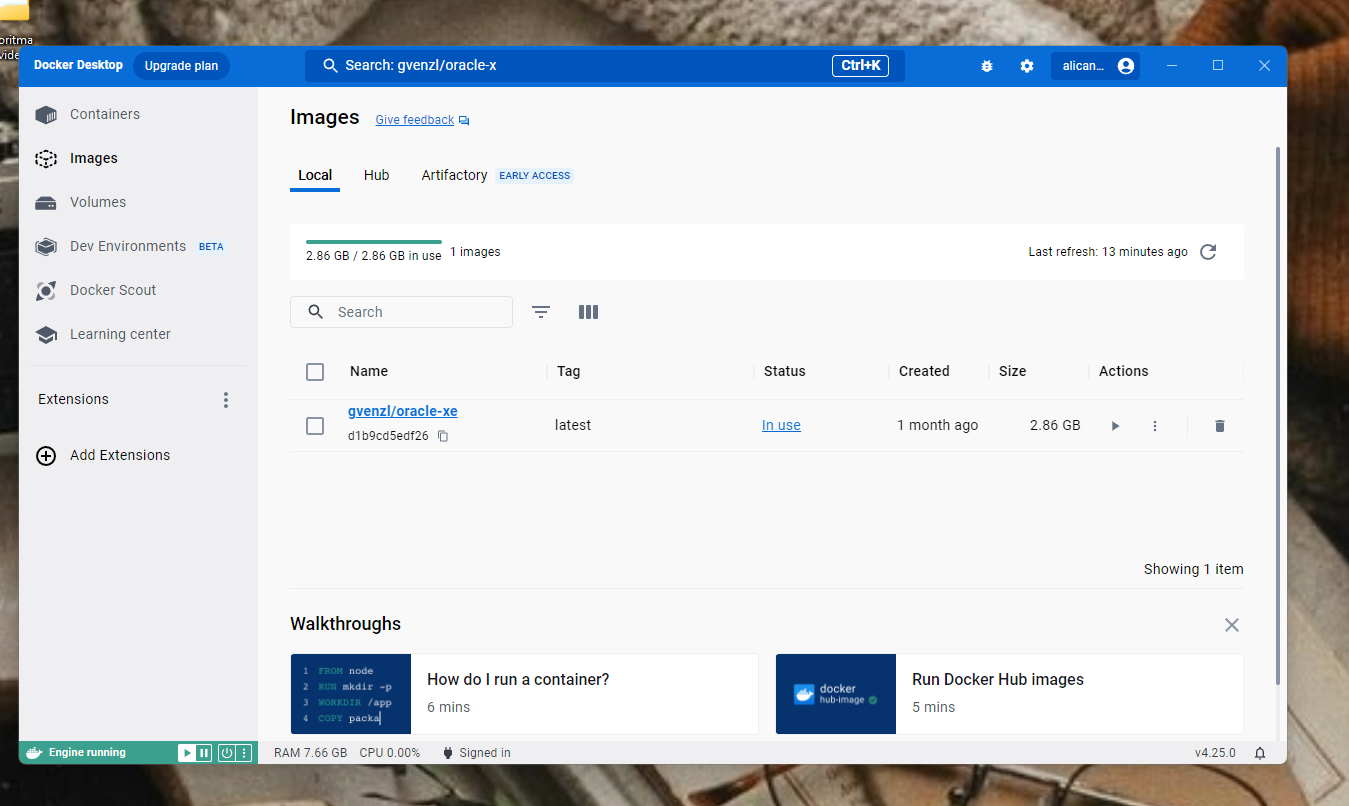 oritma
vide
Docker Desktop
Upgrade plan
Search: gvenzl/oracle-x
Ctrl+K
alican...
Containers
Images
Volumes
Dev Environments BETA
Docker Scout
Learning center
Extensions
Add Extensions
Images
Give feedback
Local
Hub
Artifactory EARLY ACCESS
2.86 GB / 2.86 GB in use
1 images
Last refresh: 13 minutes ago
Search
Name Tag Status Created Size Actions
gvenzl/oracle-xe
d1b9cd5edf26
latest
In use
1 month ago
2.86 GB
Showing 1 item
Walkthroughs
1 FROM node
2 RUN mkdir -p
3 WORKDIR /app
4 COPY packa
How do I run a container?
6 mins
docker
hub-image
Run Docker Hub images
5 mins
Engine running
RAM 7.66 GB CPU 0.00% Signed in
v4.25.0